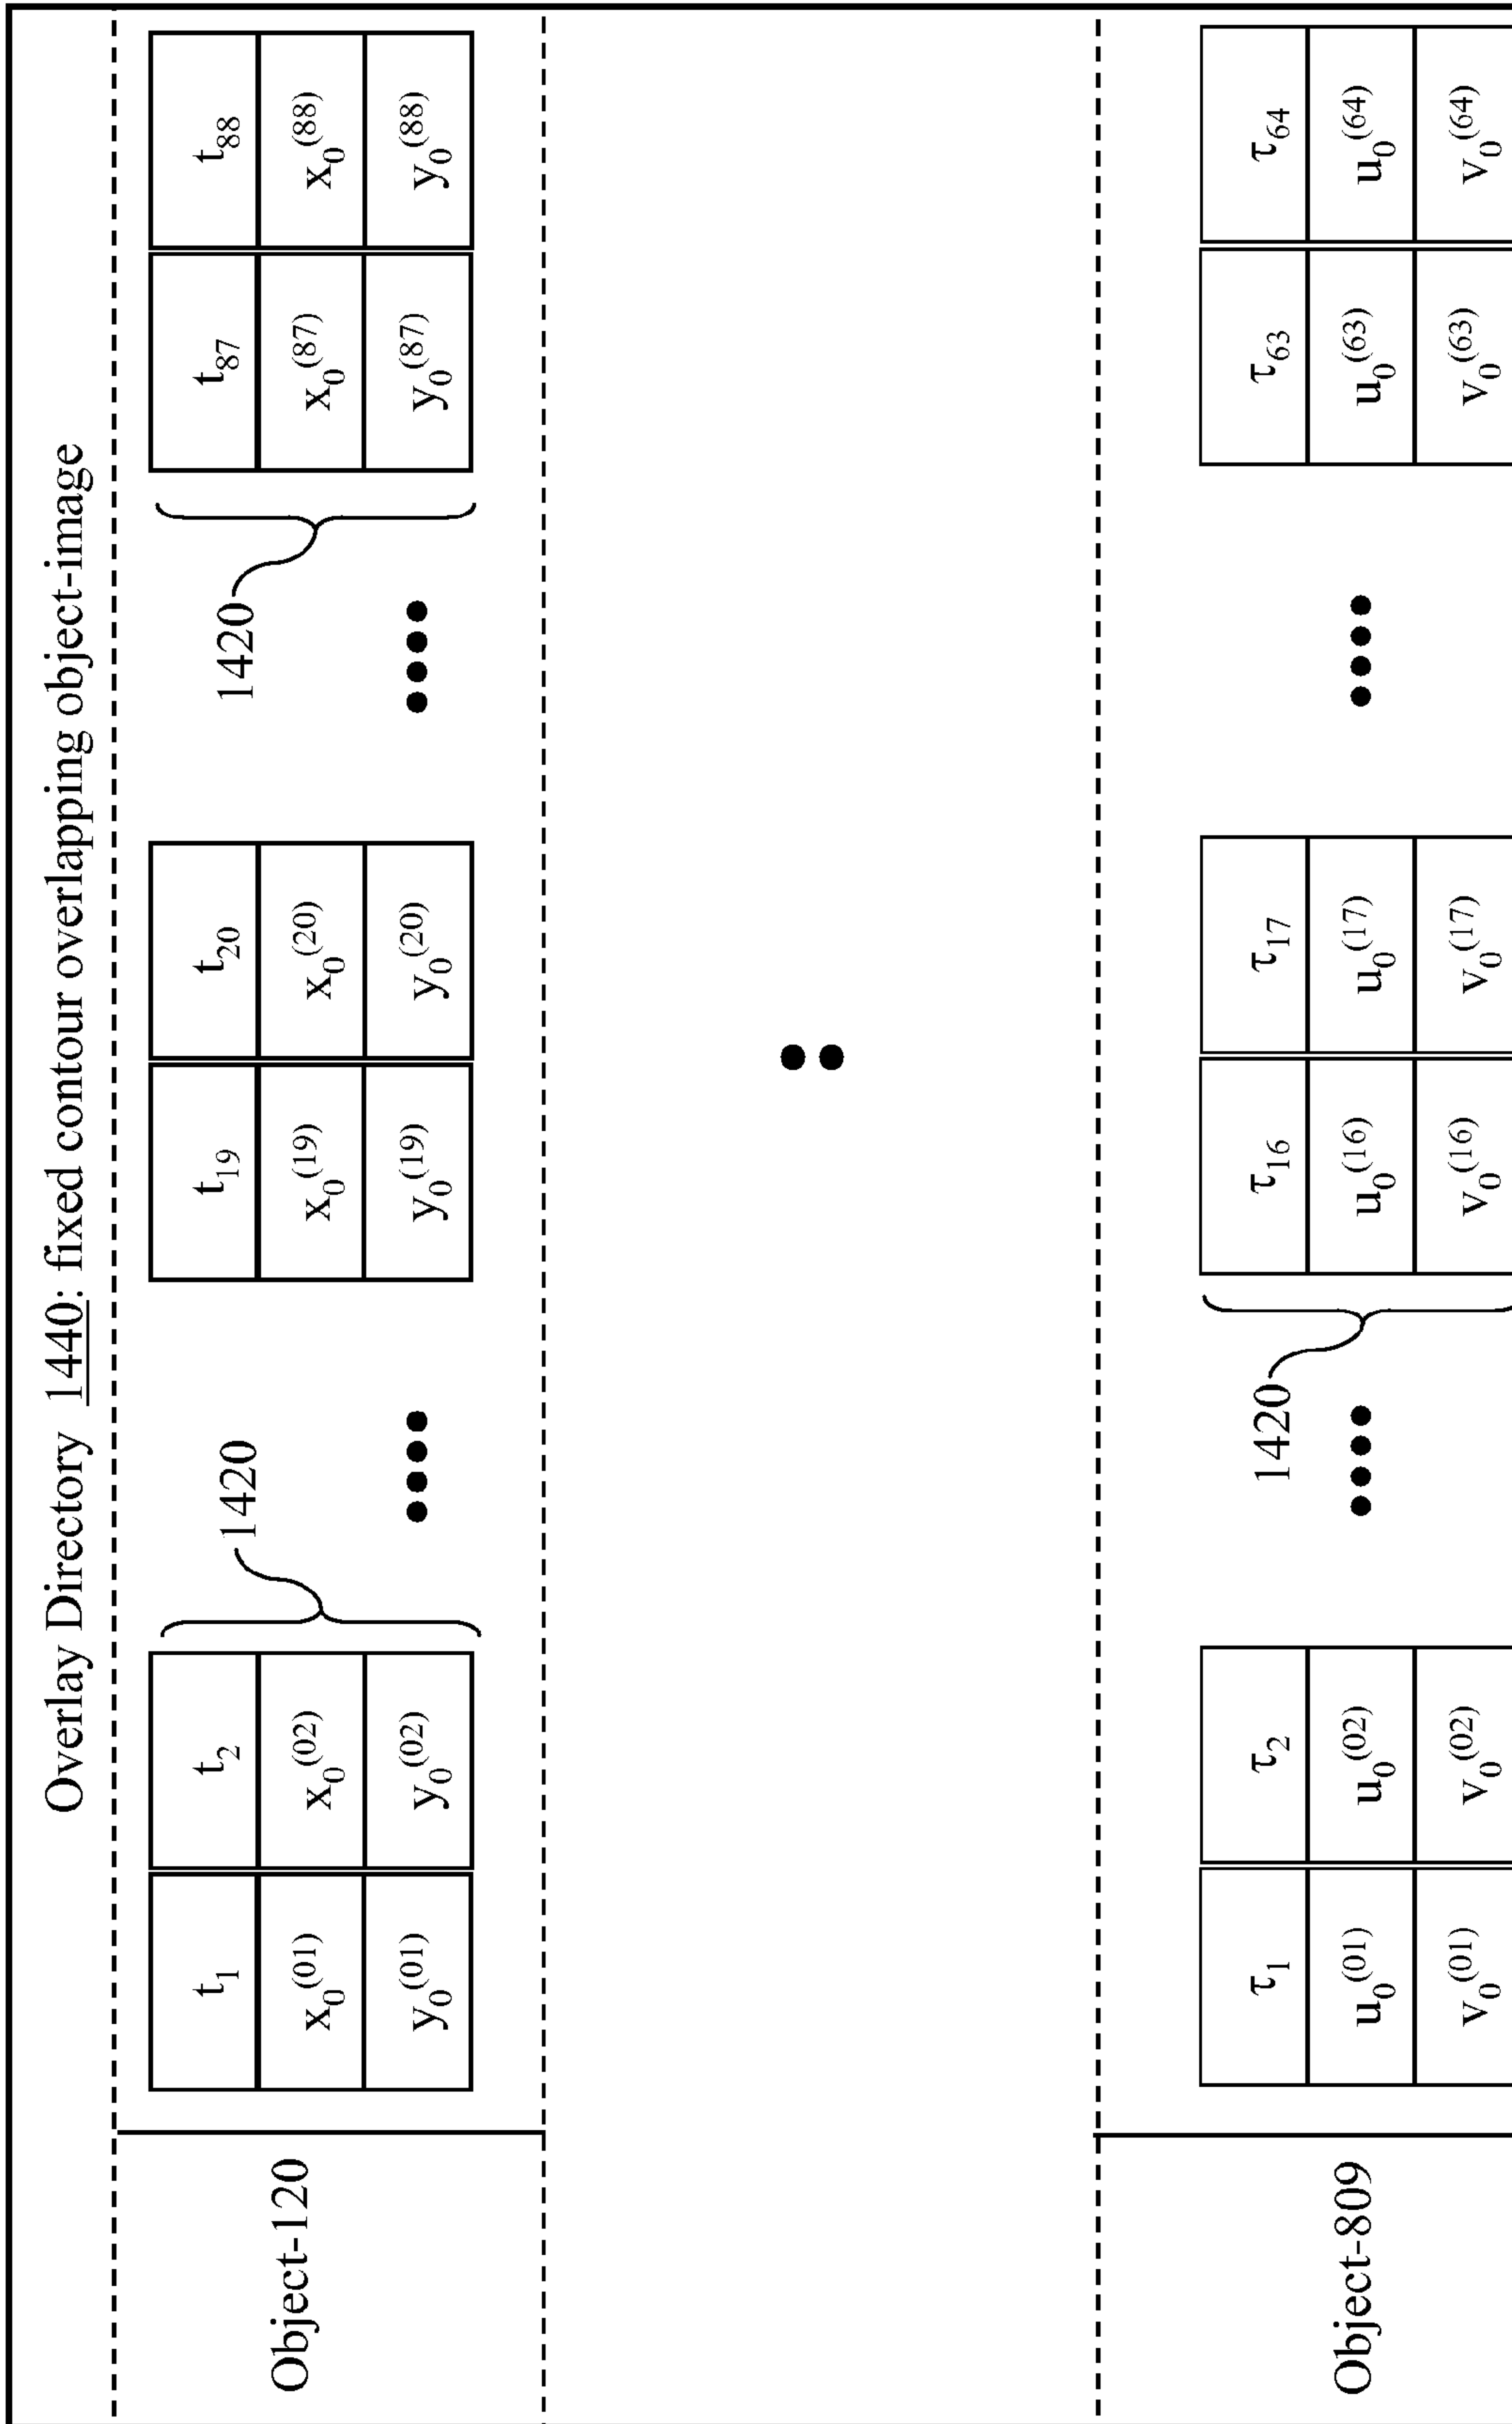 Overlay Directory 1440: fixed contour overlapping object-image
Object-120
t₁ t₂ t₁₉ t₂₀ t₈₇ t₈₈
x₀⁽⁰¹⁾ x₀⁽⁰²⁾ x₀⁽¹⁹⁾ x₀⁽²⁰⁾ x₀⁽⁸⁷⁾ x₀⁽⁸⁸⁾
y₀⁽⁰¹⁾ y₀⁽⁰²⁾ y₀⁽¹⁹⁾ y₀⁽²⁰⁾ y₀⁽⁸⁷⁾ y₀⁽⁸⁸⁾
1420
1420
Object-809
τ₁ τ₂ τ₁₆ τ₁₇ τ₆₃ τ₆₄
u₀⁽⁰¹⁾ u₀⁽⁰²⁾ u₀⁽¹⁶⁾ u₀⁽¹⁷⁾ u₀⁽⁶³⁾ u₀⁽⁶⁴⁾
v₀⁽⁰¹⁾ v₀⁽⁰²⁾ v₀⁽¹⁶⁾ v₀⁽¹⁷⁾ v₀⁽⁶³⁾ v₀⁽⁶⁴⁾
1420